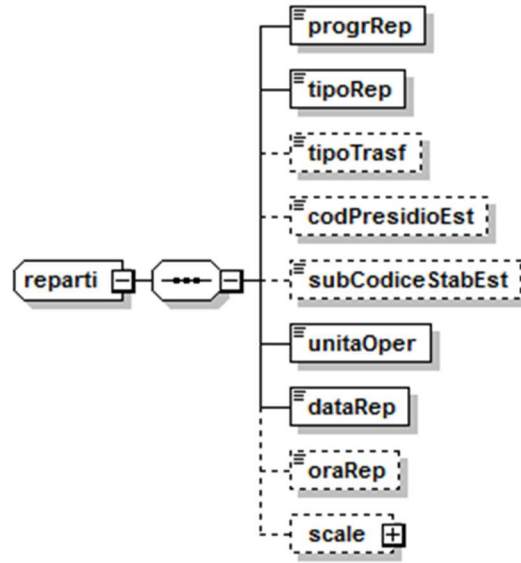 progrRep
tipoRep
tipoTrasf
codPresidioEst
reparti
subCodiceStabEst
unitaOper
dataRep
oraRep
scale